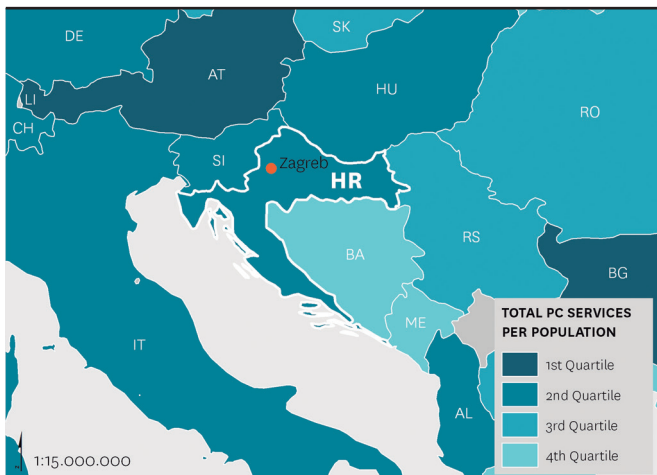 DE
SK
AT
LI
HU
RO
CH
SI
Zagreb
HR
BA
RS
BG
ME
IT
AL
TOTAL PC SERVICES
PER POPULATION
1st Quartile
2nd Quartile
3rd Quartile
4th Quartile
1:15.000.000